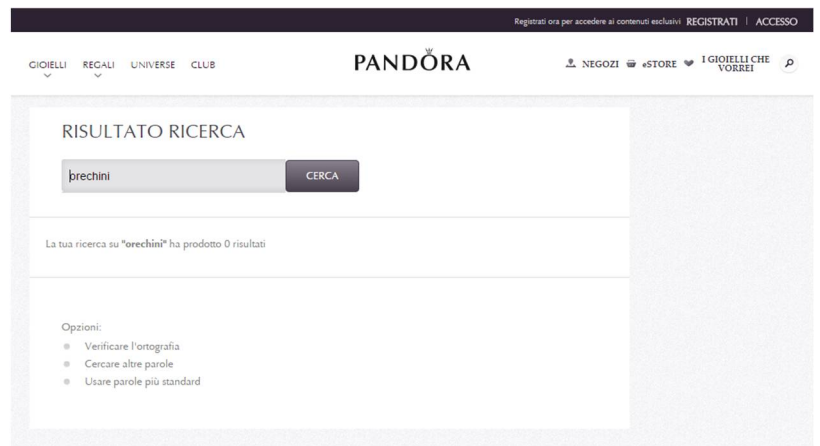 Registrati ora per accedere ai contenuti esclusivi REGISTRATI | ACCESSO
GIOIELLI REGALI UNIVERSE CLUB
PANDORA
NEGOZI eSTORE I GIOIELLI CHE
VORREI
RISULTATO RICERCA
orechini
CERCA
La tua ricerca su "orechini" ha prodotto 0 risultati
Opzioni:
Verificare l'ortografia
Cercare altre parole
Usare parole più standard